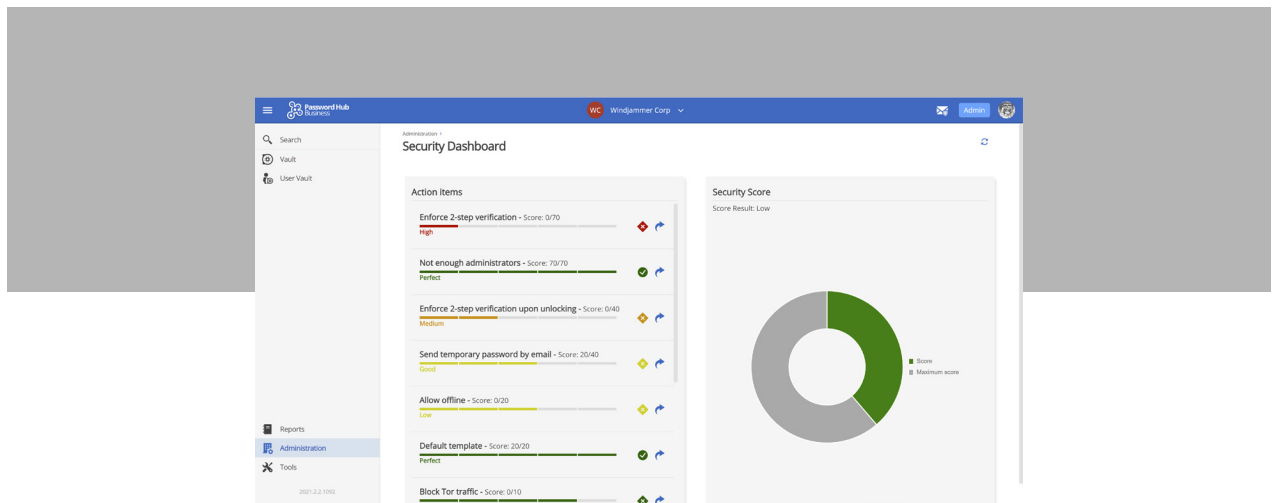 Password Hub
Business
WC Windjammer Corp
Admin
Search
Vault
User Vault
Reports
Administration
Tools
2021.2.2.1092
Administration
Security Dashboard
Action items
Enforce 2-step verification - Score: 0/70
High
Not enough administrators - Score: 70/70
Perfect
Enforce 2-step verification upon unlocking - Score: 0/40
Medium
Send temporary password by email - Score: 20/40
Good
Allow offline - Score: 0/20
Low
Default template - Score: 20/20
Perfect
Block Tor traffic - Score: 0/10
Security Score
Score Result: Low
Score
Maximum score